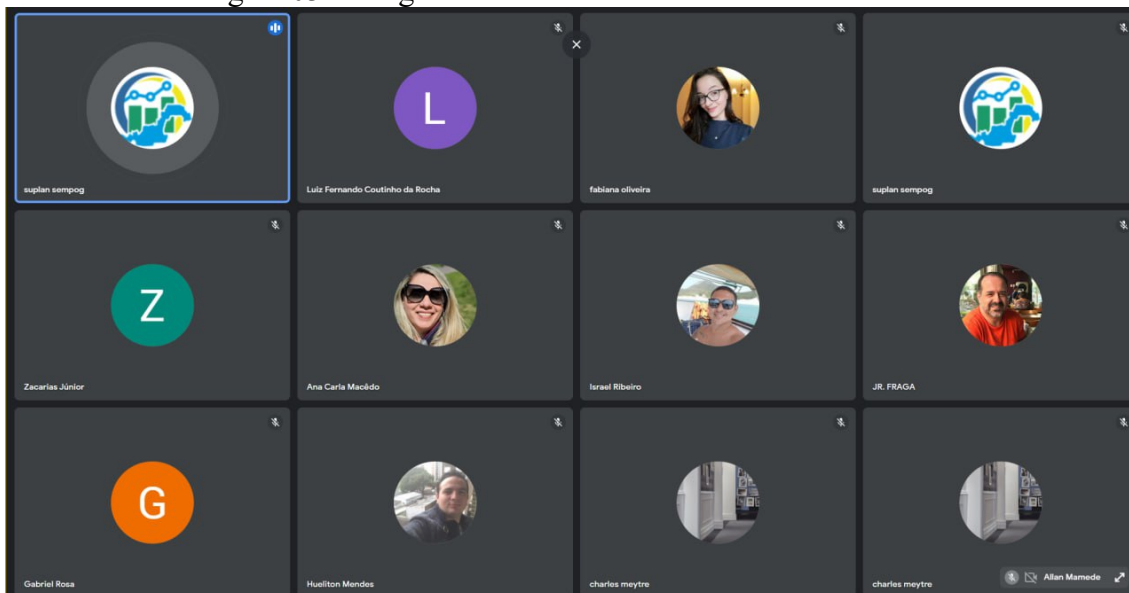 L
suplan sempog
Luiz Fernando Coutinho da Rocha
fabiana oliveira
suplan sempog
Z
Zacarias Júnior
Ana Carla Macêdo
Israel Ribeiro
JR. FRAGA
G
Gabriel Rosa
Hueliton Mendes
charles meytre
charles meytre
Allan Mamede